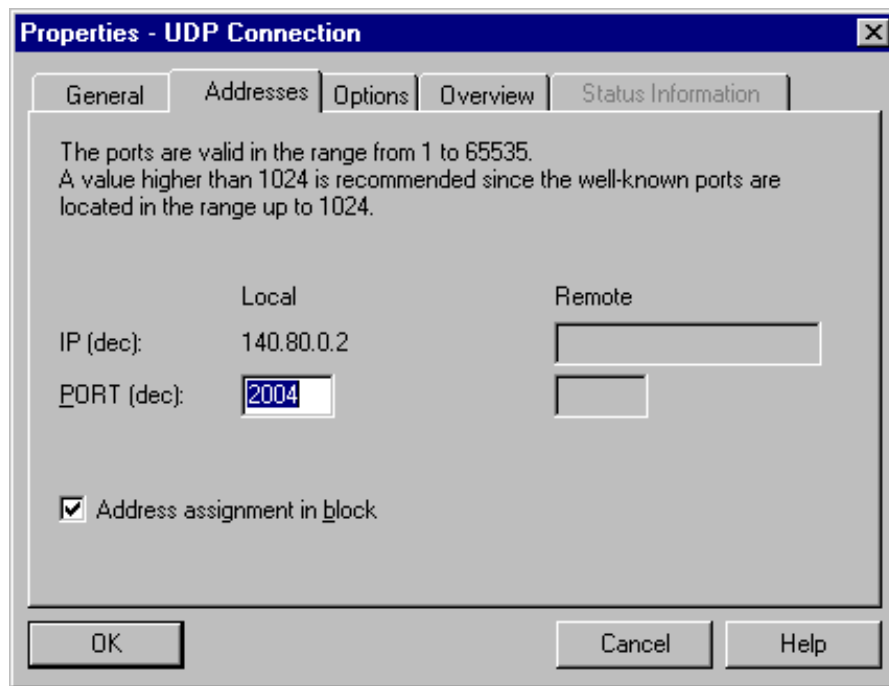 Properties - UDP Connection
General Addresses Options Overview Status Information
The ports are valid in the range from 1 to 65535.
A value higher than 1024 is recommended since the well-known ports are
located in the range up to 1024.
Local Remote
IP (dec): 140.80.0.2
PORT (dec): 2004
Address assignment in block
OK Cancel Help